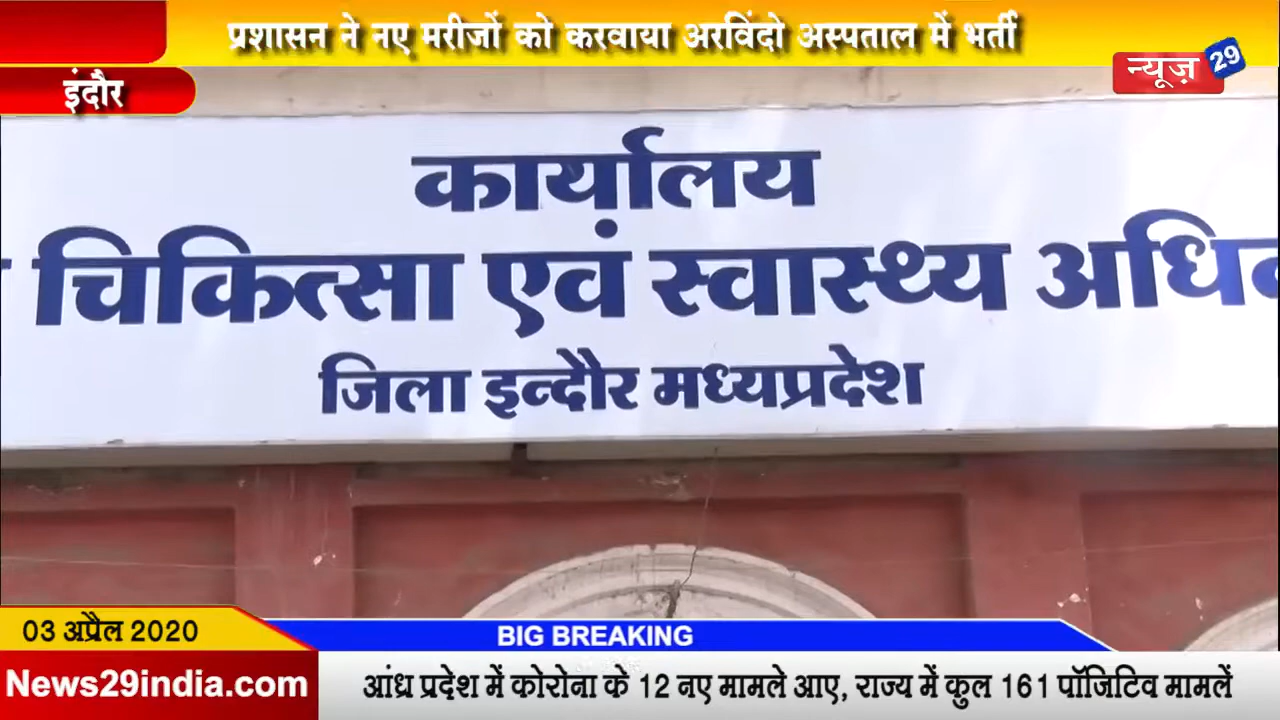 प्रशासन ने नए मरीजों को करवाया अरविंदो अस्पताल में भर्ती
न्यूज़ 29
इंदौर
कार्यालय
चिकित्सा एवं स्वास्थ्य
जिला इन्दौर मध्यप्रदेश
03 अप्रैल 2020
BIG BREAKING
News29india.com
आंध्र प्रदेश में कोरोना के 12 नए मामले आए, राज्य में कुल 161 पॉजिटिव मामलें